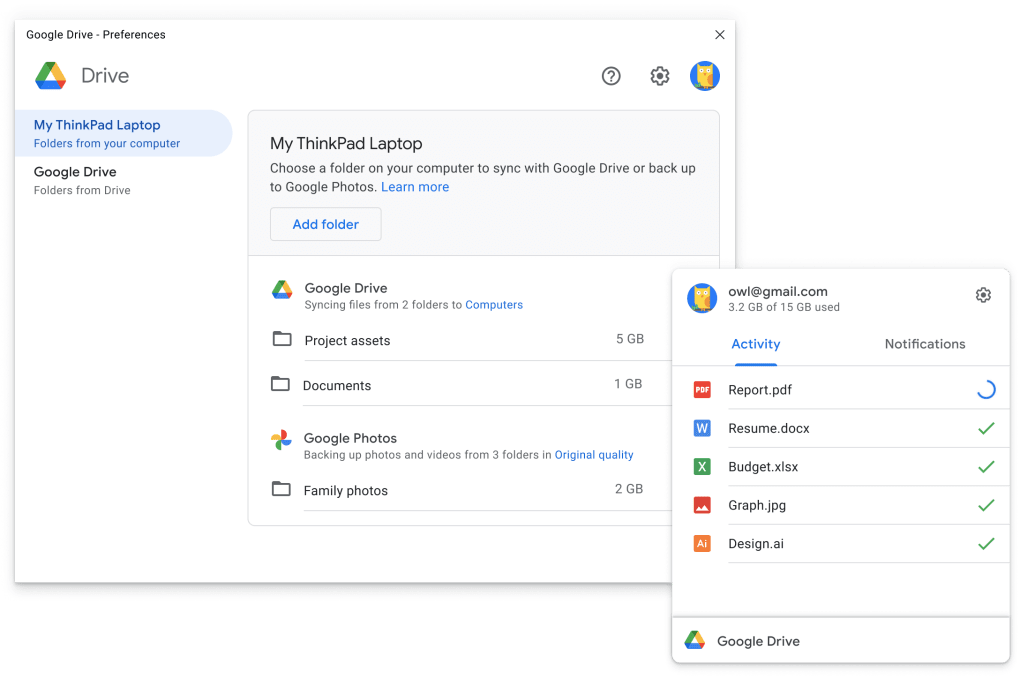 Google Drive - Preferences
Drive
My ThinkPad Laptop
Folders from your computer
Google Drive
Folders from Drive
My ThinkPad Laptop
Choose a folder on your computer to sync with Google Drive or back up
to Google Photos. Learn more
Add folder
Google Drive
Syncing files from 2 folders to Computers
Project assets 5 GB
Documents 1 GB
Google Photos
Backing up photos and videos from 3 folders in Original quality
Family photos 2 GB
owl@gmail.com
3.2 GB of 15 GB used
Activity Notifications
PDF Report.pdf
W Resume.docx
X Budget.xlsx
Graph.jpg
Ai Design.ai
Google Drive